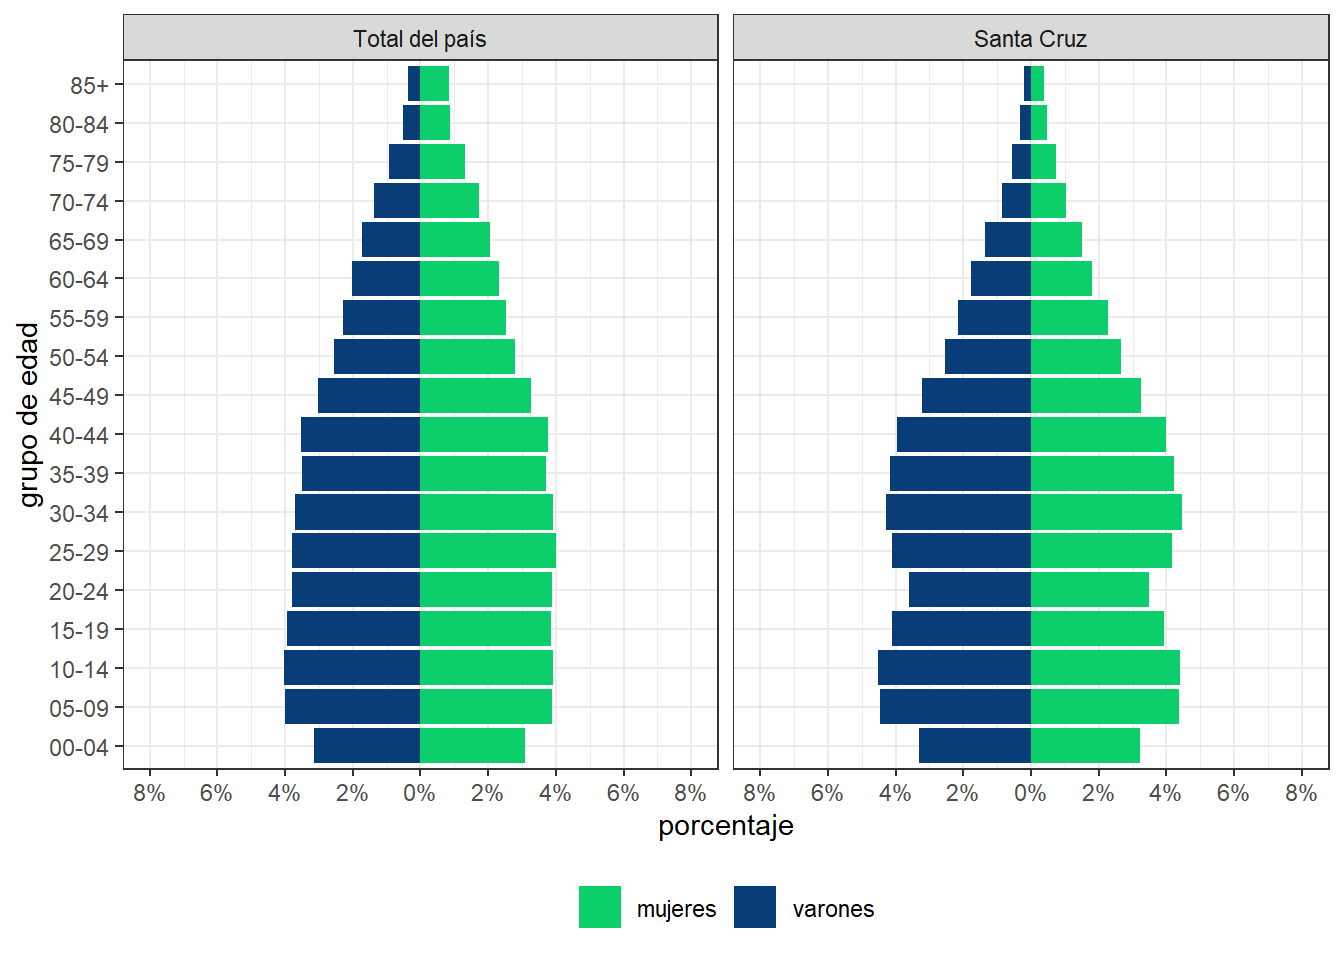 Total del país
Santa Cruz
grupo de edad
85+
80-84
75-79
70-74
65-69
60-64
55-59
50-54
45-49
40-44
35-39
30-34
25-29
20-24
15-19
10-14
05-09
00-04
8% 6% 4% 2% 0% 2% 4% 6% 8%
8% 6% 4% 2% 0% 2% 4% 6% 8%
porcentaje
mujeres varones